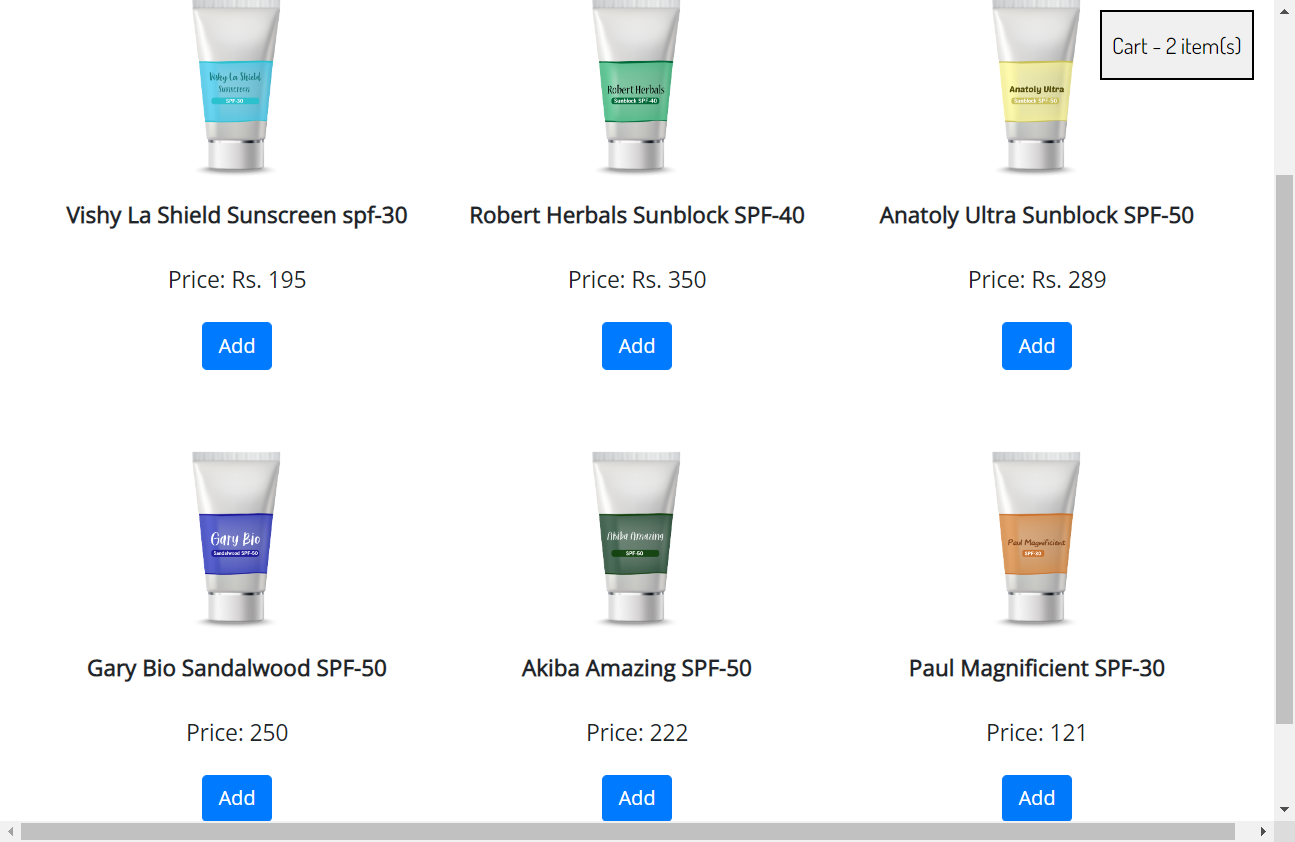 Cart - 2 item(s)
Vishy La Shield
Sunscreen
SPF-30
Robert Herbals
Sunblock SPF-40
Anatoly Ultra
Sunblock SPF-50
Vishy La Shield Sunscreen spf-30
Robert Herbals Sunblock SPF-40
Anatoly Ultra Sunblock SPF-50
Price: Rs. 195
Price: Rs. 350
Price: Rs. 289
Add
Add
Add
Gary Bio
Sandalwood SPF-50
Akiba Amazing
SPF-50
Paul Magnificient
SPF-30
Gary Bio Sandalwood SPF-50
Akiba Amazing SPF-50
Paul Magnificient SPF-30
Price: 250
Price: 222
Price: 121
Add
Add
Add